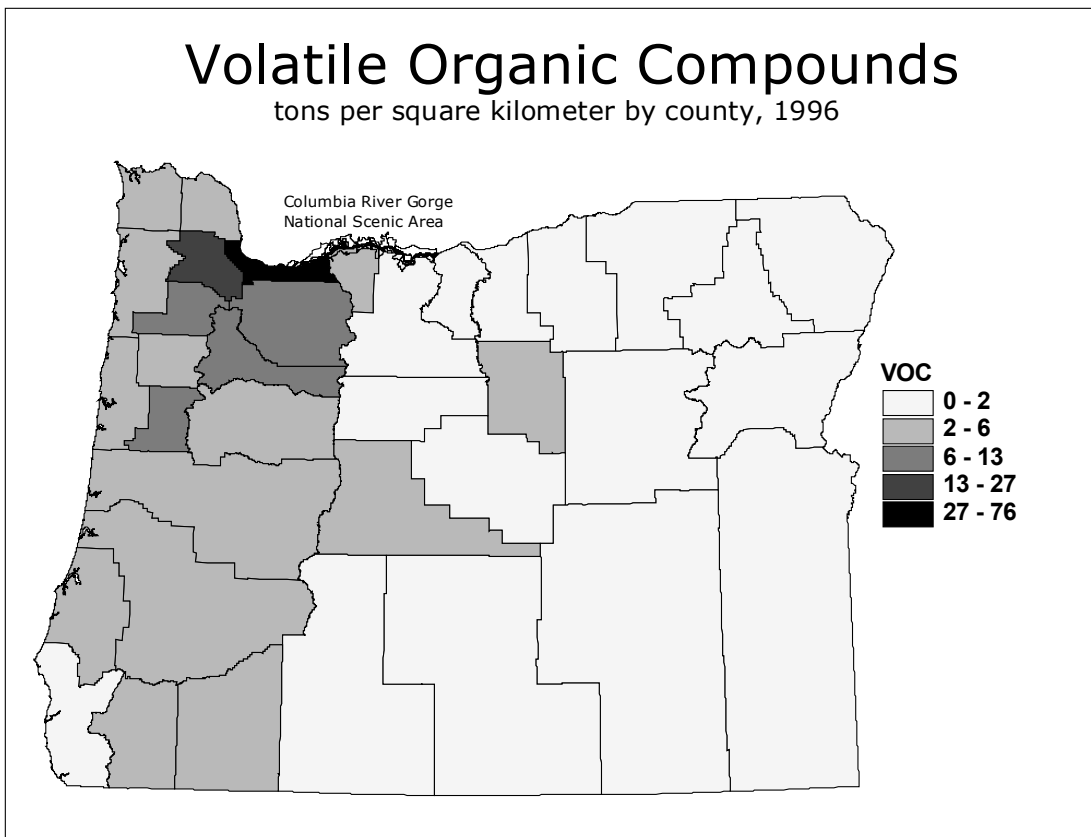 Volatile Organic Compounds
tons per square kilometer by county, 1996
Columbia River Gorge
National Scenic Area
VOC
0 - 2
2 - 6
6 - 13
13 - 27
27 - 76